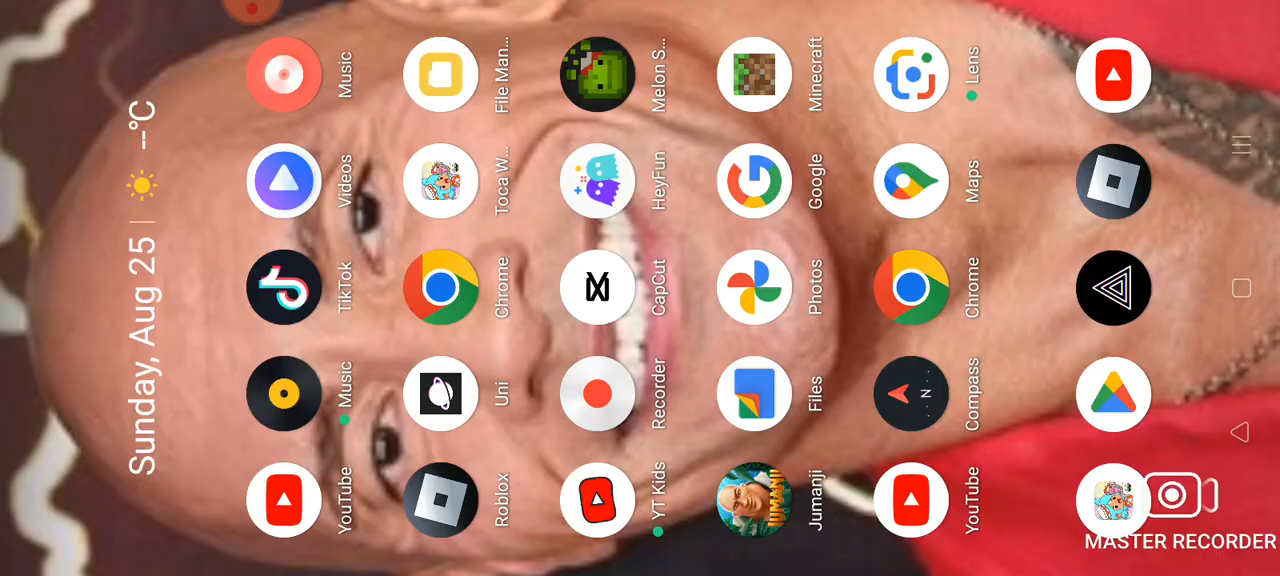 Sunday, Aug 25 | --°C
YouTube
Music
TikTok
Videos
Music
Roblox
Uni
Chrome
Toca W...
File Man...
YT Kids
Recorder
CapCut
HeyFun
Melon S...
Jumanji
Files
Photos
Google
Minecraft
YouTube
Compass
Chrome
Maps
Lens
JUMANJI
N
MASTER RECORDER